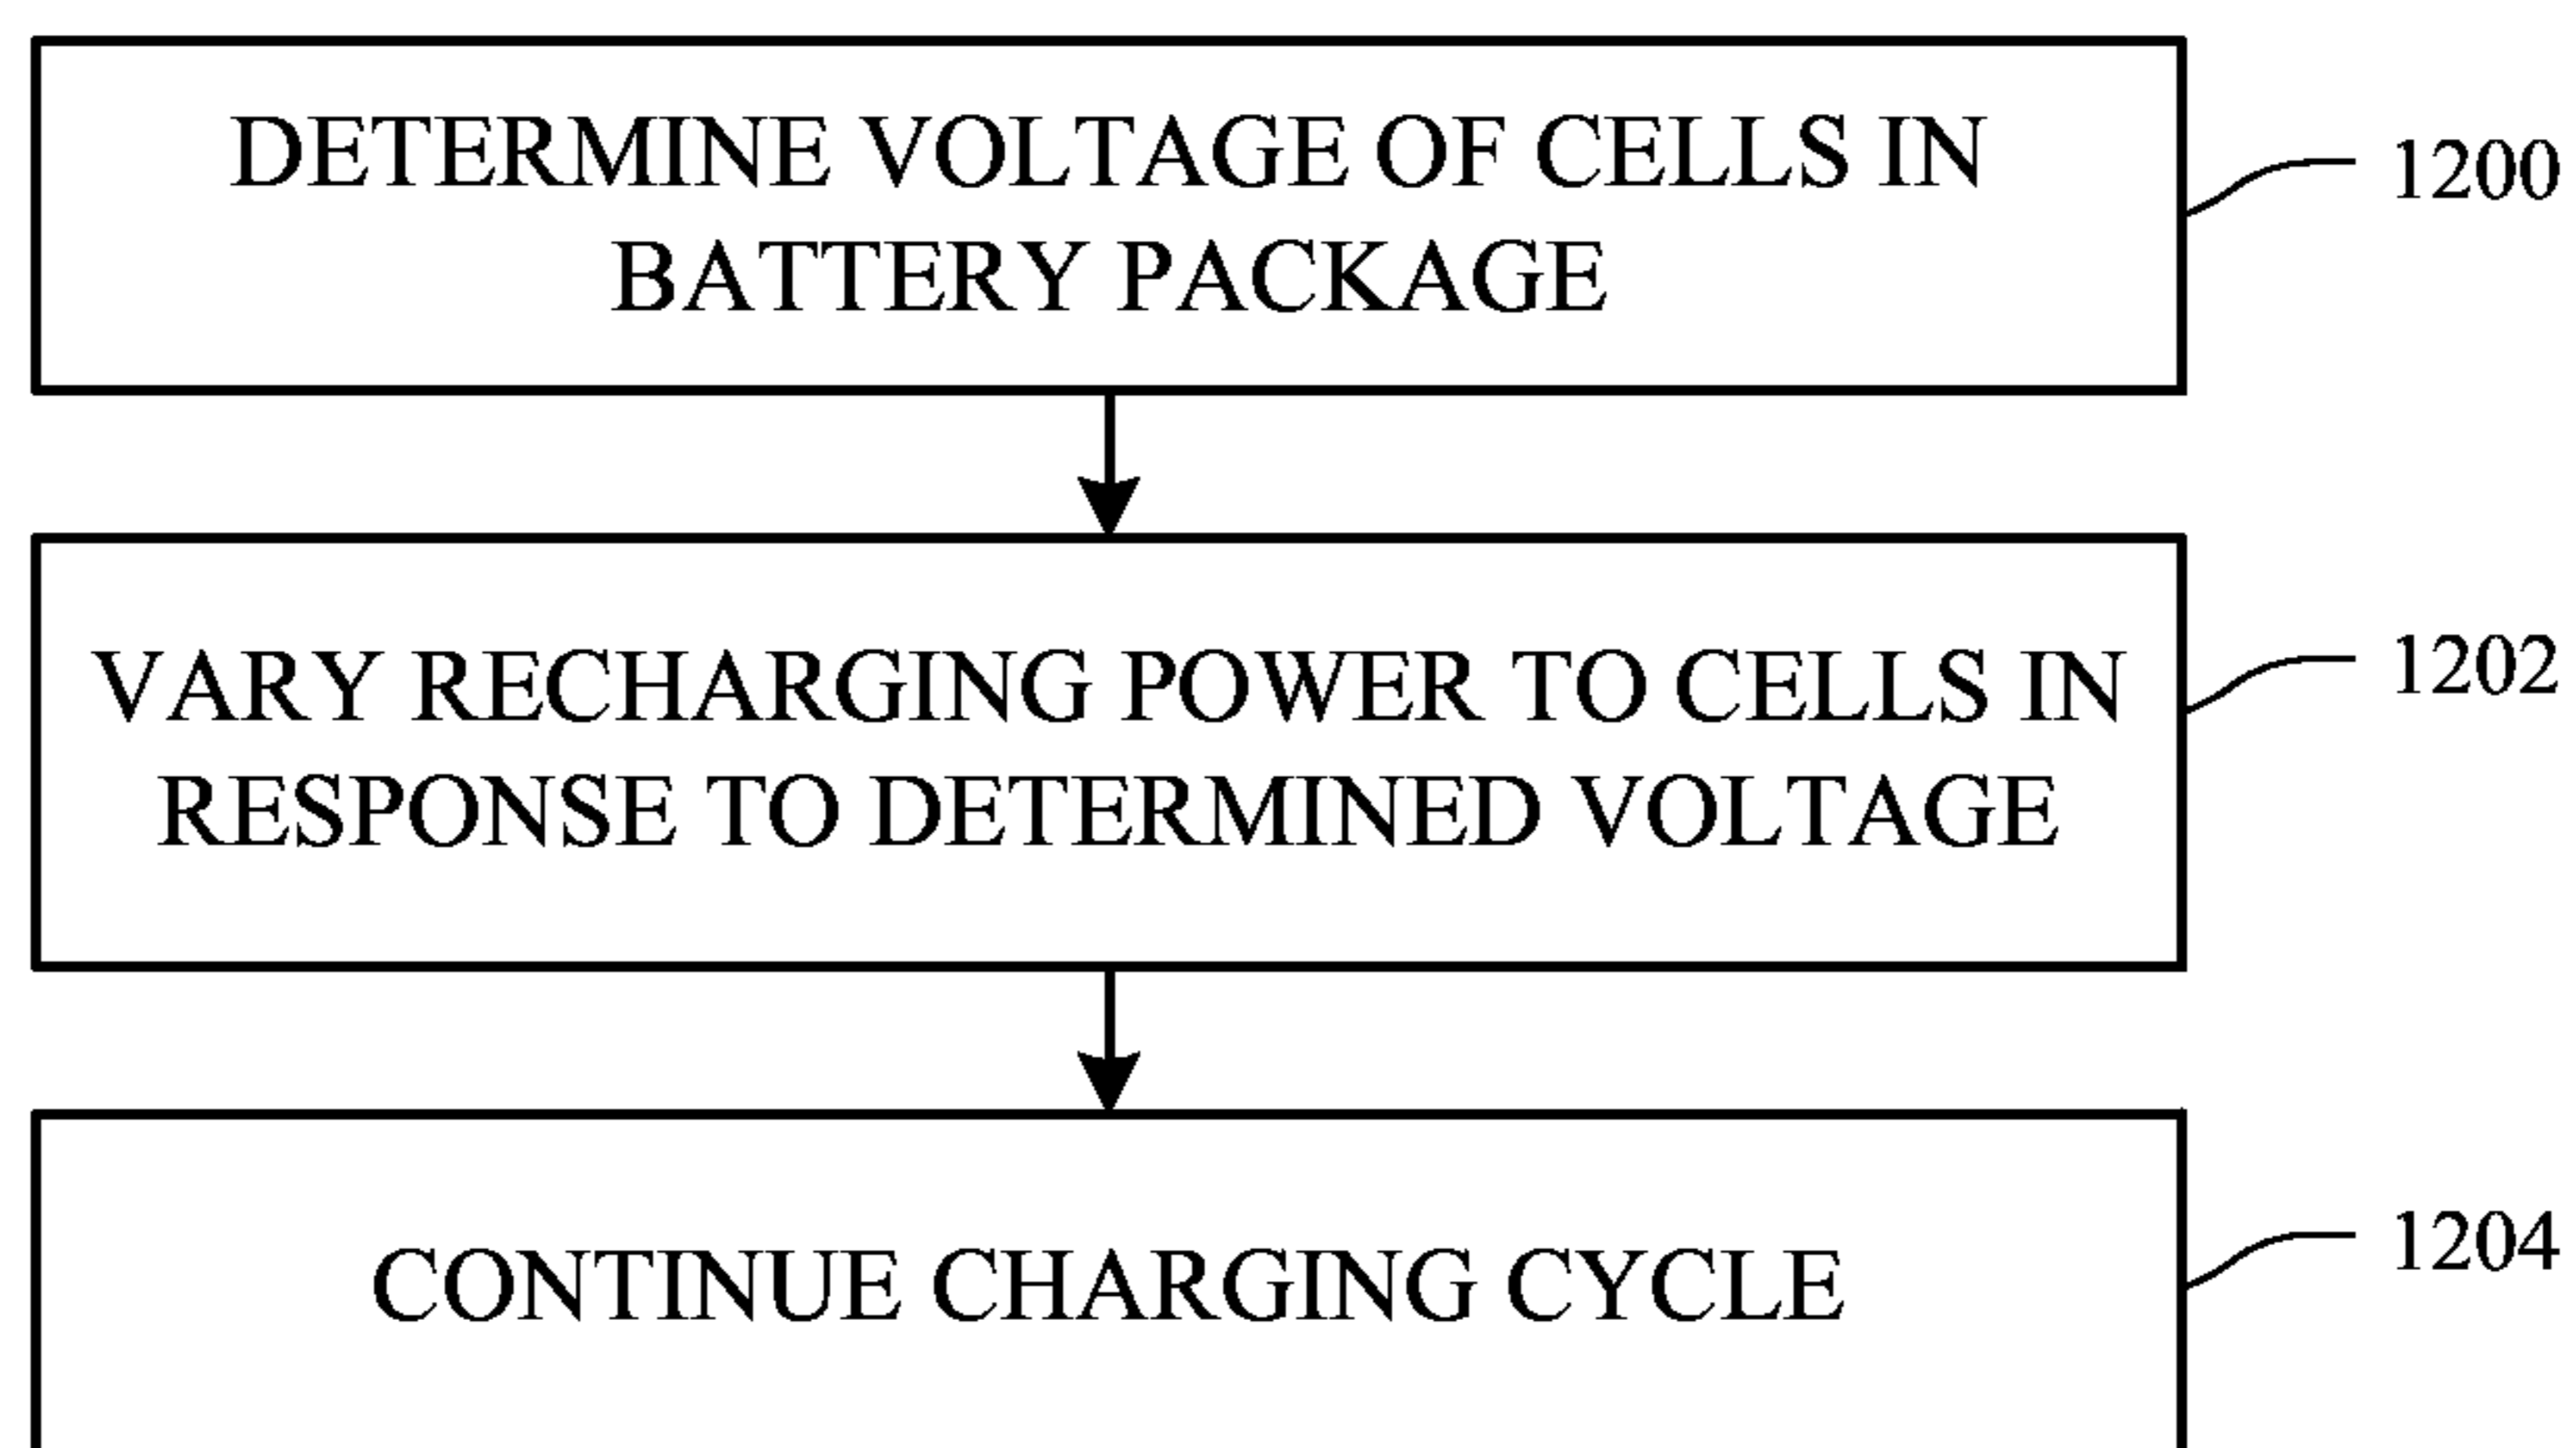 DETERMINE VOLTAGE OF CELLS IN
BATTERY PACKAGE
1200
VARY RECHARGING POWER TO CELLS IN
RESPONSE TO DETERMINED VOLTAGE
1202
CONTINUE CHARGING CYCLE
1204